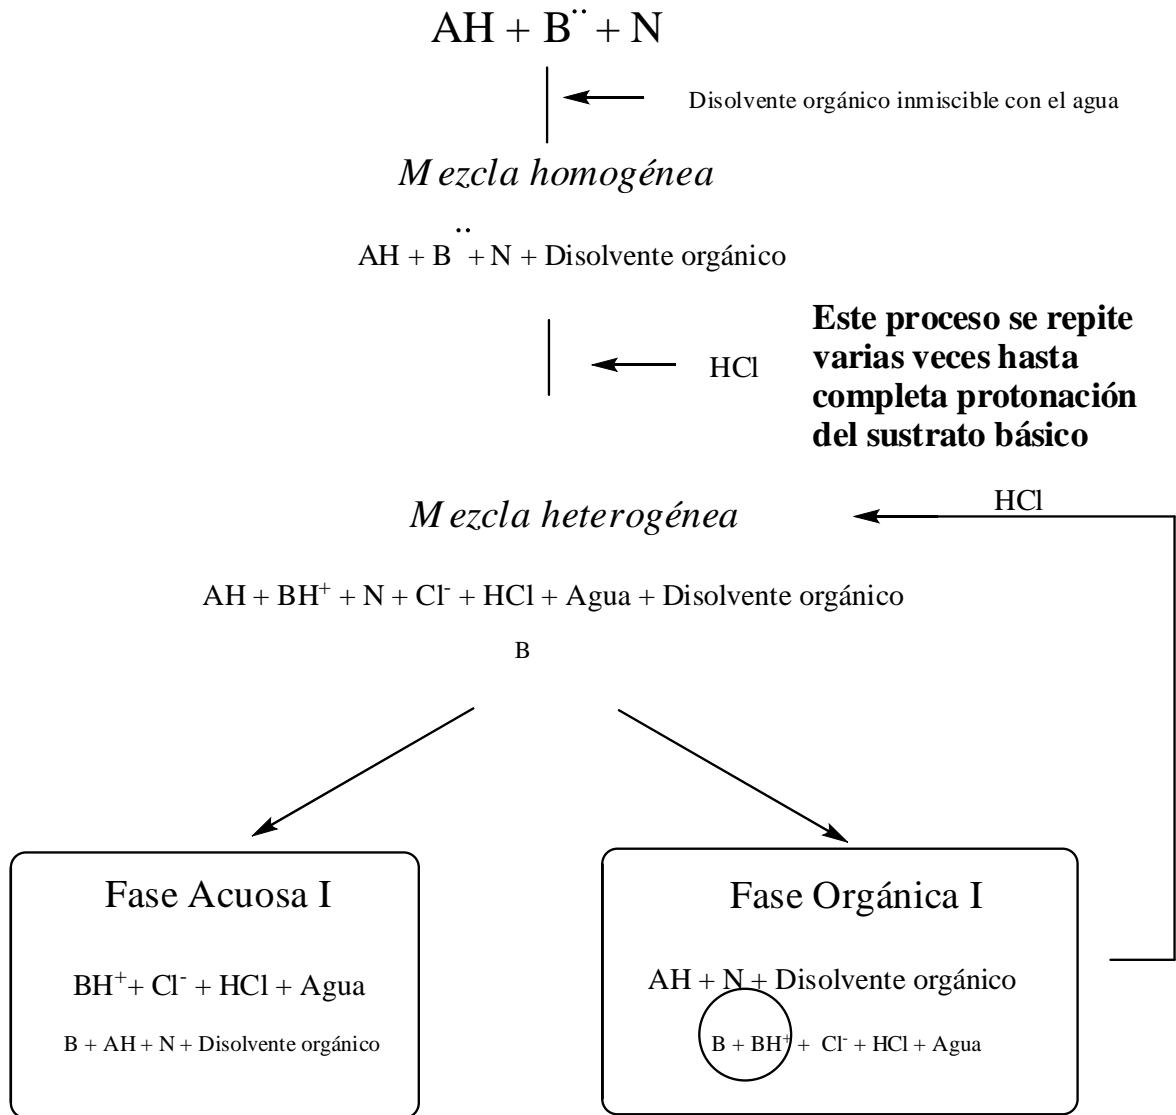 AH + B¨ + N
Disolvente orgánico inmiscible con el agua
Mezcla homogénea
AH + B¨ + N + Disolvente orgánico
HCl
Este proceso se repite
varias veces hasta
completa protonación
del sustrato básico
HCl
Mezcla heterogénea
AH + BH⁺ + N + Cl⁻ + HCl + Agua + Disolvente orgánico
B
Fase Acuosa I
BH⁺ + Cl⁻ + HCl + Agua
B + AH + N + Disolvente orgánico
Fase Orgánica I
AH + N + Disolvente orgánico
B + BH⁺ + Cl⁻ + HCl + Agua